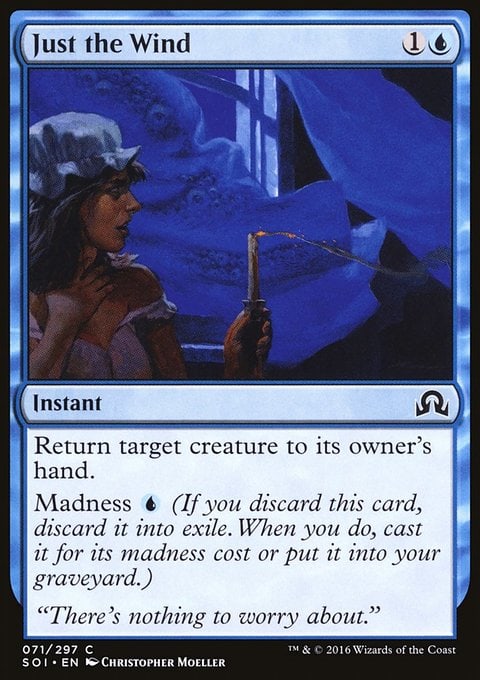 Just the Wind 1
Instant
Return target creature to its owner's
hand.
Madness (If you discard this card,
discard it into exile. When you do, cast
it for its madness cost or put it into your
graveyard.)
"There's nothing to worry about."
071/297 C
SOI • EN Christopher Moeller
™ & © 2016 Wizards of the Coast